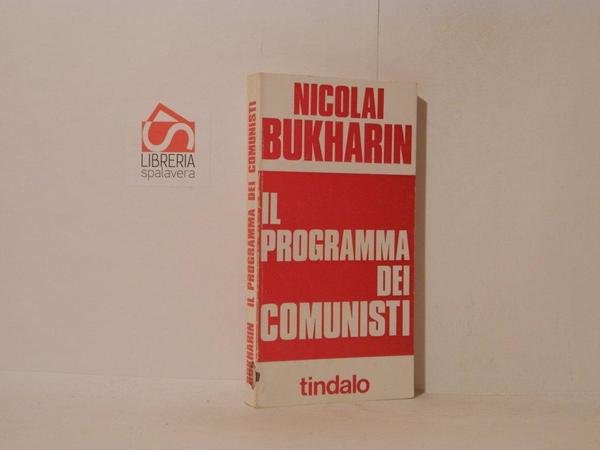 LIBRERIA
spalavera
BUKHARIN IL PROGRAMMA DEI COMUNISTI
NICOLAI
BUKHARIN
IL
PROGRAMMA
DEI
COMUNISTI
tindalo